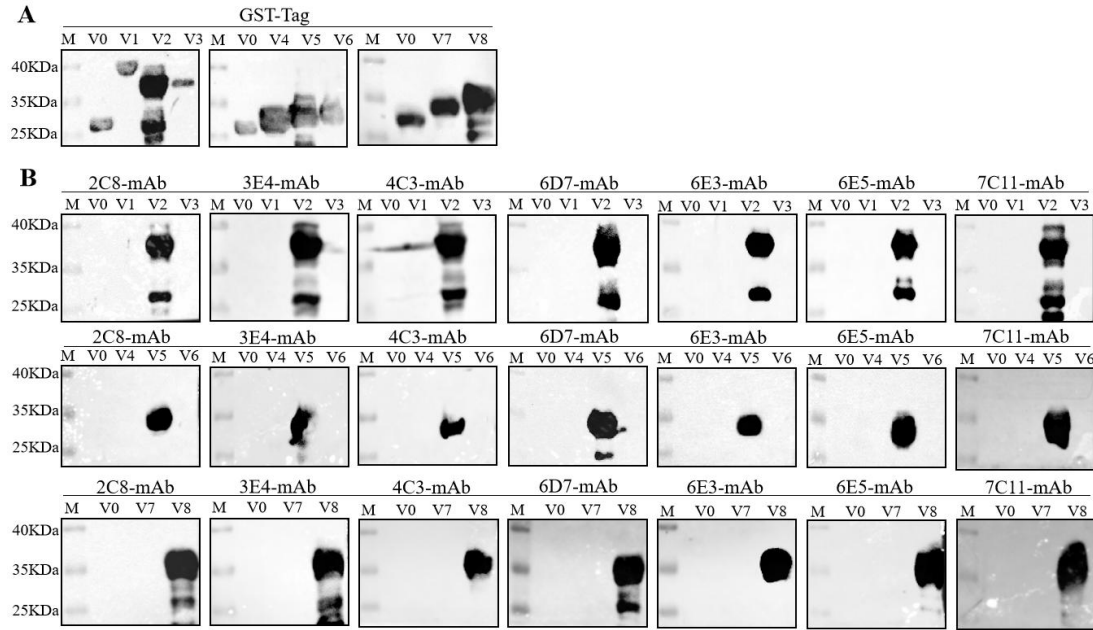 A
GST-Tag
M V0 V1 V2 V3 M V0 V4 V5 V6 M V0 V7 V8
40KDa
35KDa
25KDa
B
2C8-mAb 3E4-mAb 4C3-mAb 6D7-mAb 6E3-mAb 6E5-mAb 7C11-mAb
M V0 V1 V2 V3 M V0 V1 V2 V3 M V0 V1 V2 V3 M V0 V1 V2 V3 M V0 V1 V2 V3 M V0 V1 V2 V3 M V0 V1 V2 V3
40KDa
35KDa
25KDa
2C8-mAb 3E4-mAb 4C3-mAb 6D7-mAb 6E3-mAb 6E5-mAb 7C11-mAb
M V0 V4 V5 V6 M V0 V4 V5 V6 M V0 V4 V5 V6 M V0 V4 V5 V6 M V0 V4 V5 V6 M V0 V4 V5 V6 M V0 V4 V5 V6
40KDa
35KDa
25KDa
2C8-mAb 3E4-mAb 4C3-mAb 6D7-mAb 6E3-mAb 6E5-mAb 7C11-mAb
M V0 V7 V8 M V0 V7 V8 M V0 V7 V8 M V0 V7 V8 M V0 V7 V8 M V0 V7 V8 M V0 V7 V8
40KDa
35KDa
25KDa